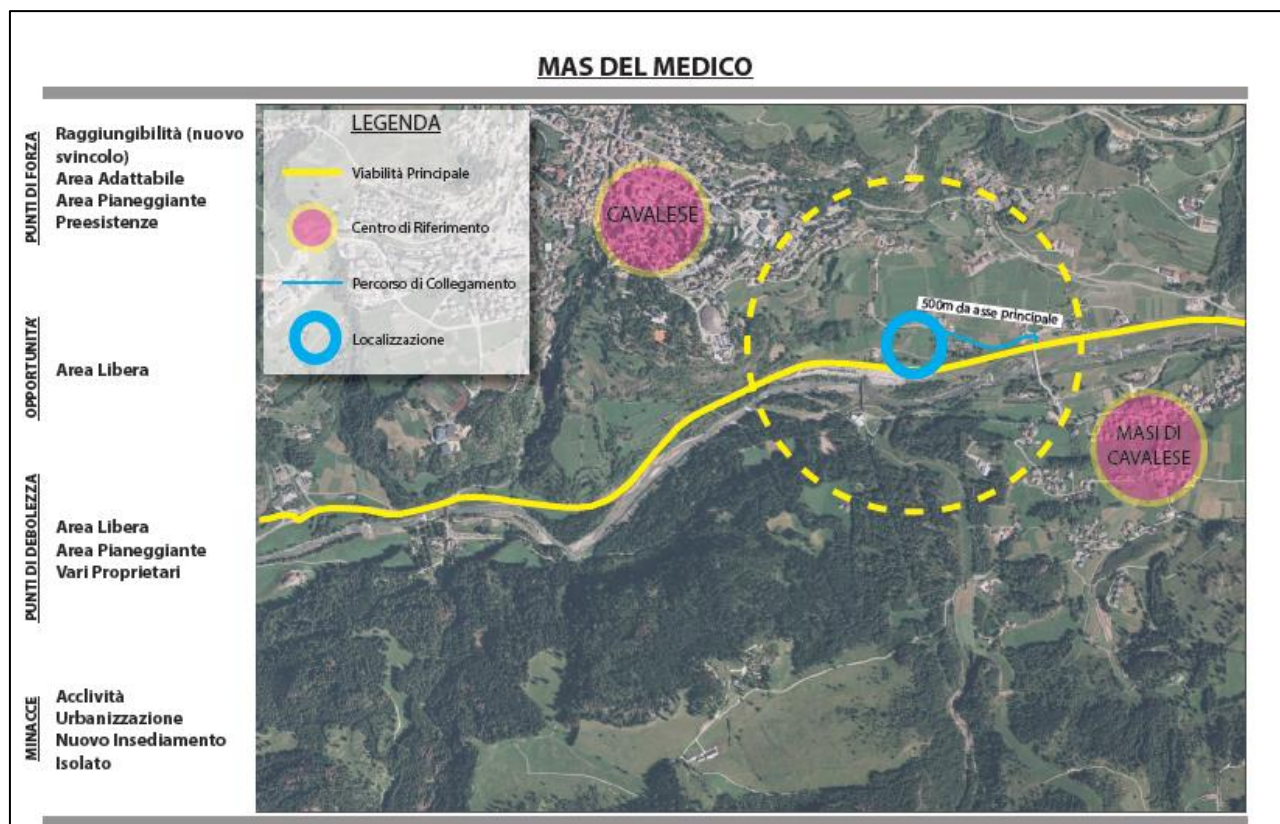 MAS DEL MEDICO
PUNTI DI FORZA
Raggiungibilità (nuovo
svincolo)
Area Adattabile
Area Pianeggiante
Preesistenze
OPPORTUNITA'
Area Libera
PUNTI DI DEBOLEZZA
Area Libera
Area Pianeggiante
Vari Proprietari
MINACCE
Acclività
Urbanizzazione
Nuovo Insediamento
Isolato
LEGENDA
Viabilità Principale
Centro di Riferimento
Percorso di Collegamento
Localizzazione
CAVALESE
500m da asse principale
MASI DI
CAVALESE